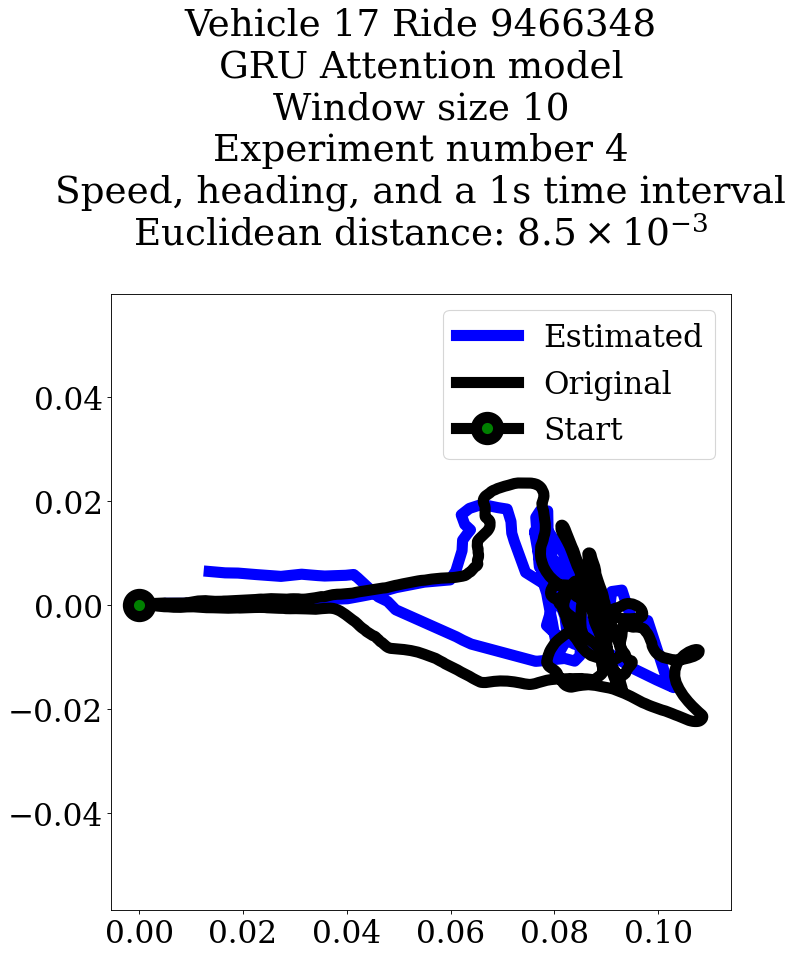 Vehicle 17 Ride 9466348
GRU Attention model
Window size 10
Experiment number 4
Speed, heading, and a 1s time interval
Euclidean distance: 8.5 × 10⁻³
Estimated
Original
Start
0.04
0.02
0.00
−0.02
−0.04
0.00 0.02 0.04 0.06 0.08 0.10